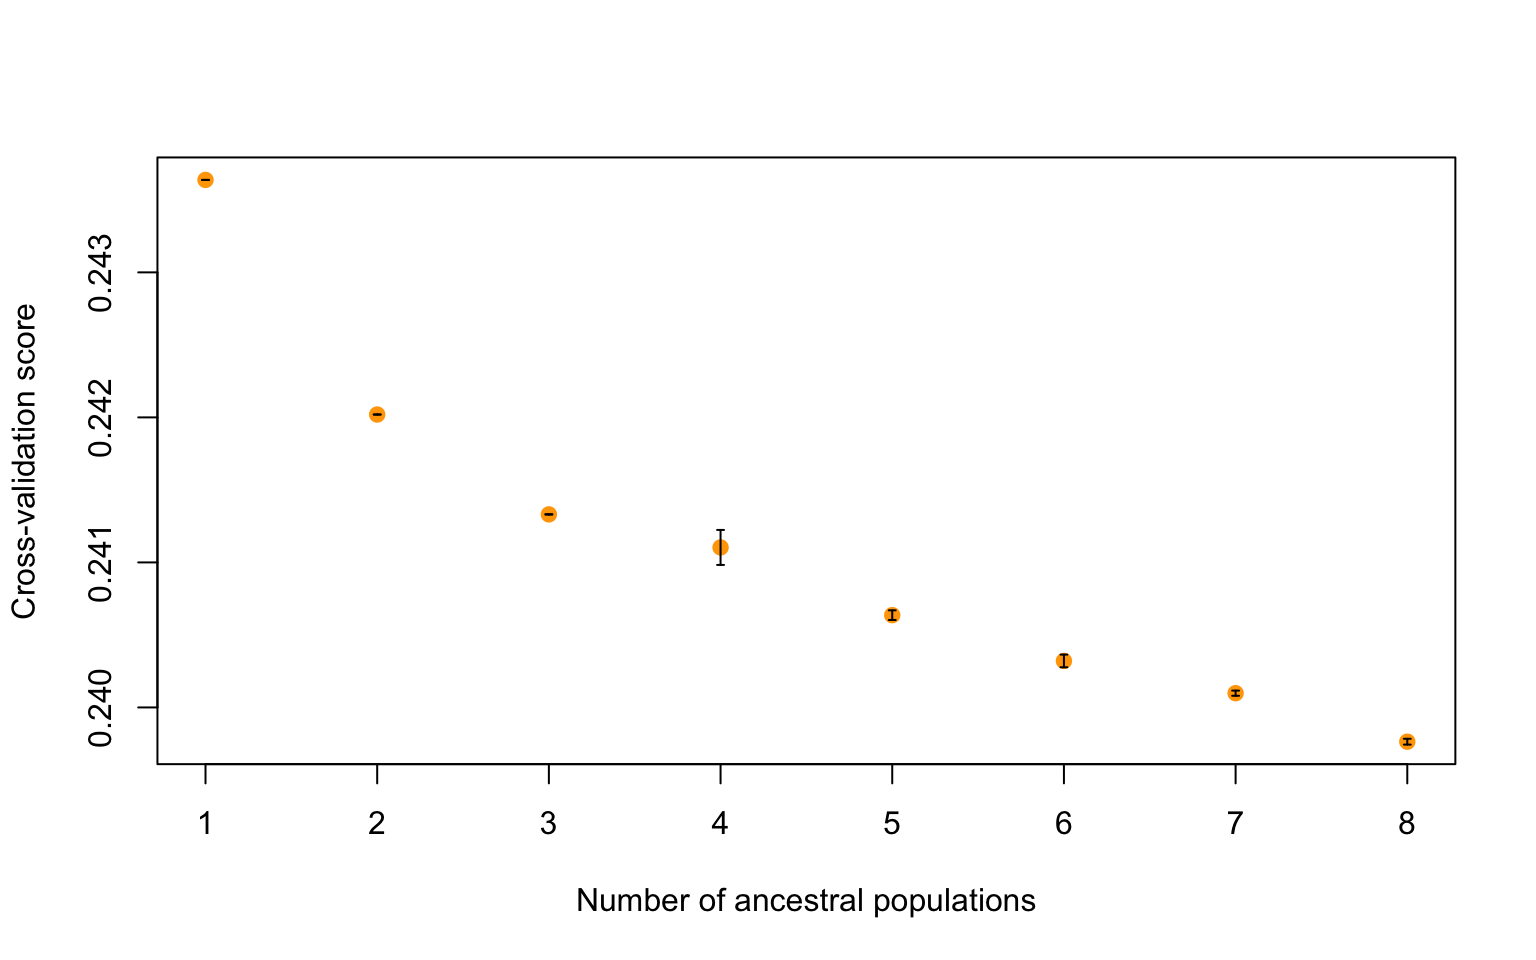 Cross-validation score
0.243
0.242
0.241
0.240
1 2 3 4 5 6 7 8
Number of ancestral populations